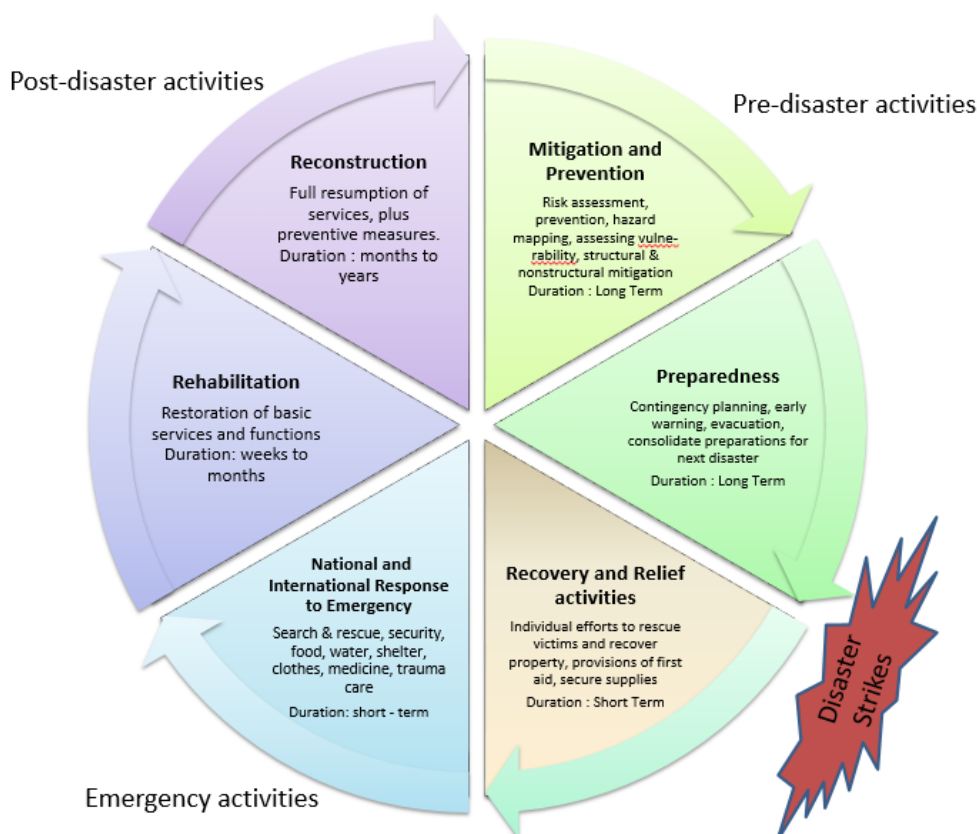 Post-disaster activities
Pre-disaster activities
Mitigation and
Prevention
Risk assessment,
prevention, hazard
mapping, assessing vulne-
rability, structural &
nonstructural mitigation
Duration : Long Term
Preparedness
Contingency planning, early
warning, evacuation,
consolidate preparations for
next disaster
Duration : Long Term
Disaster
Strikes
Recovery and Relief
activities
Individual efforts to rescue
victims and recover
property, provisions of first
aid, secure supplies
Duration : Short Term
National and
International Response
to Emergency
Search & rescue, security,
food, water, shelter,
clothes, medicine, trauma
care
Duration: short - term
Emergency activities
Rehabilitation
Restoration of basic
services and functions
Duration: weeks to
months
Reconstruction
Full resumption of
services, plus
preventive measures.
Duration : months to
years